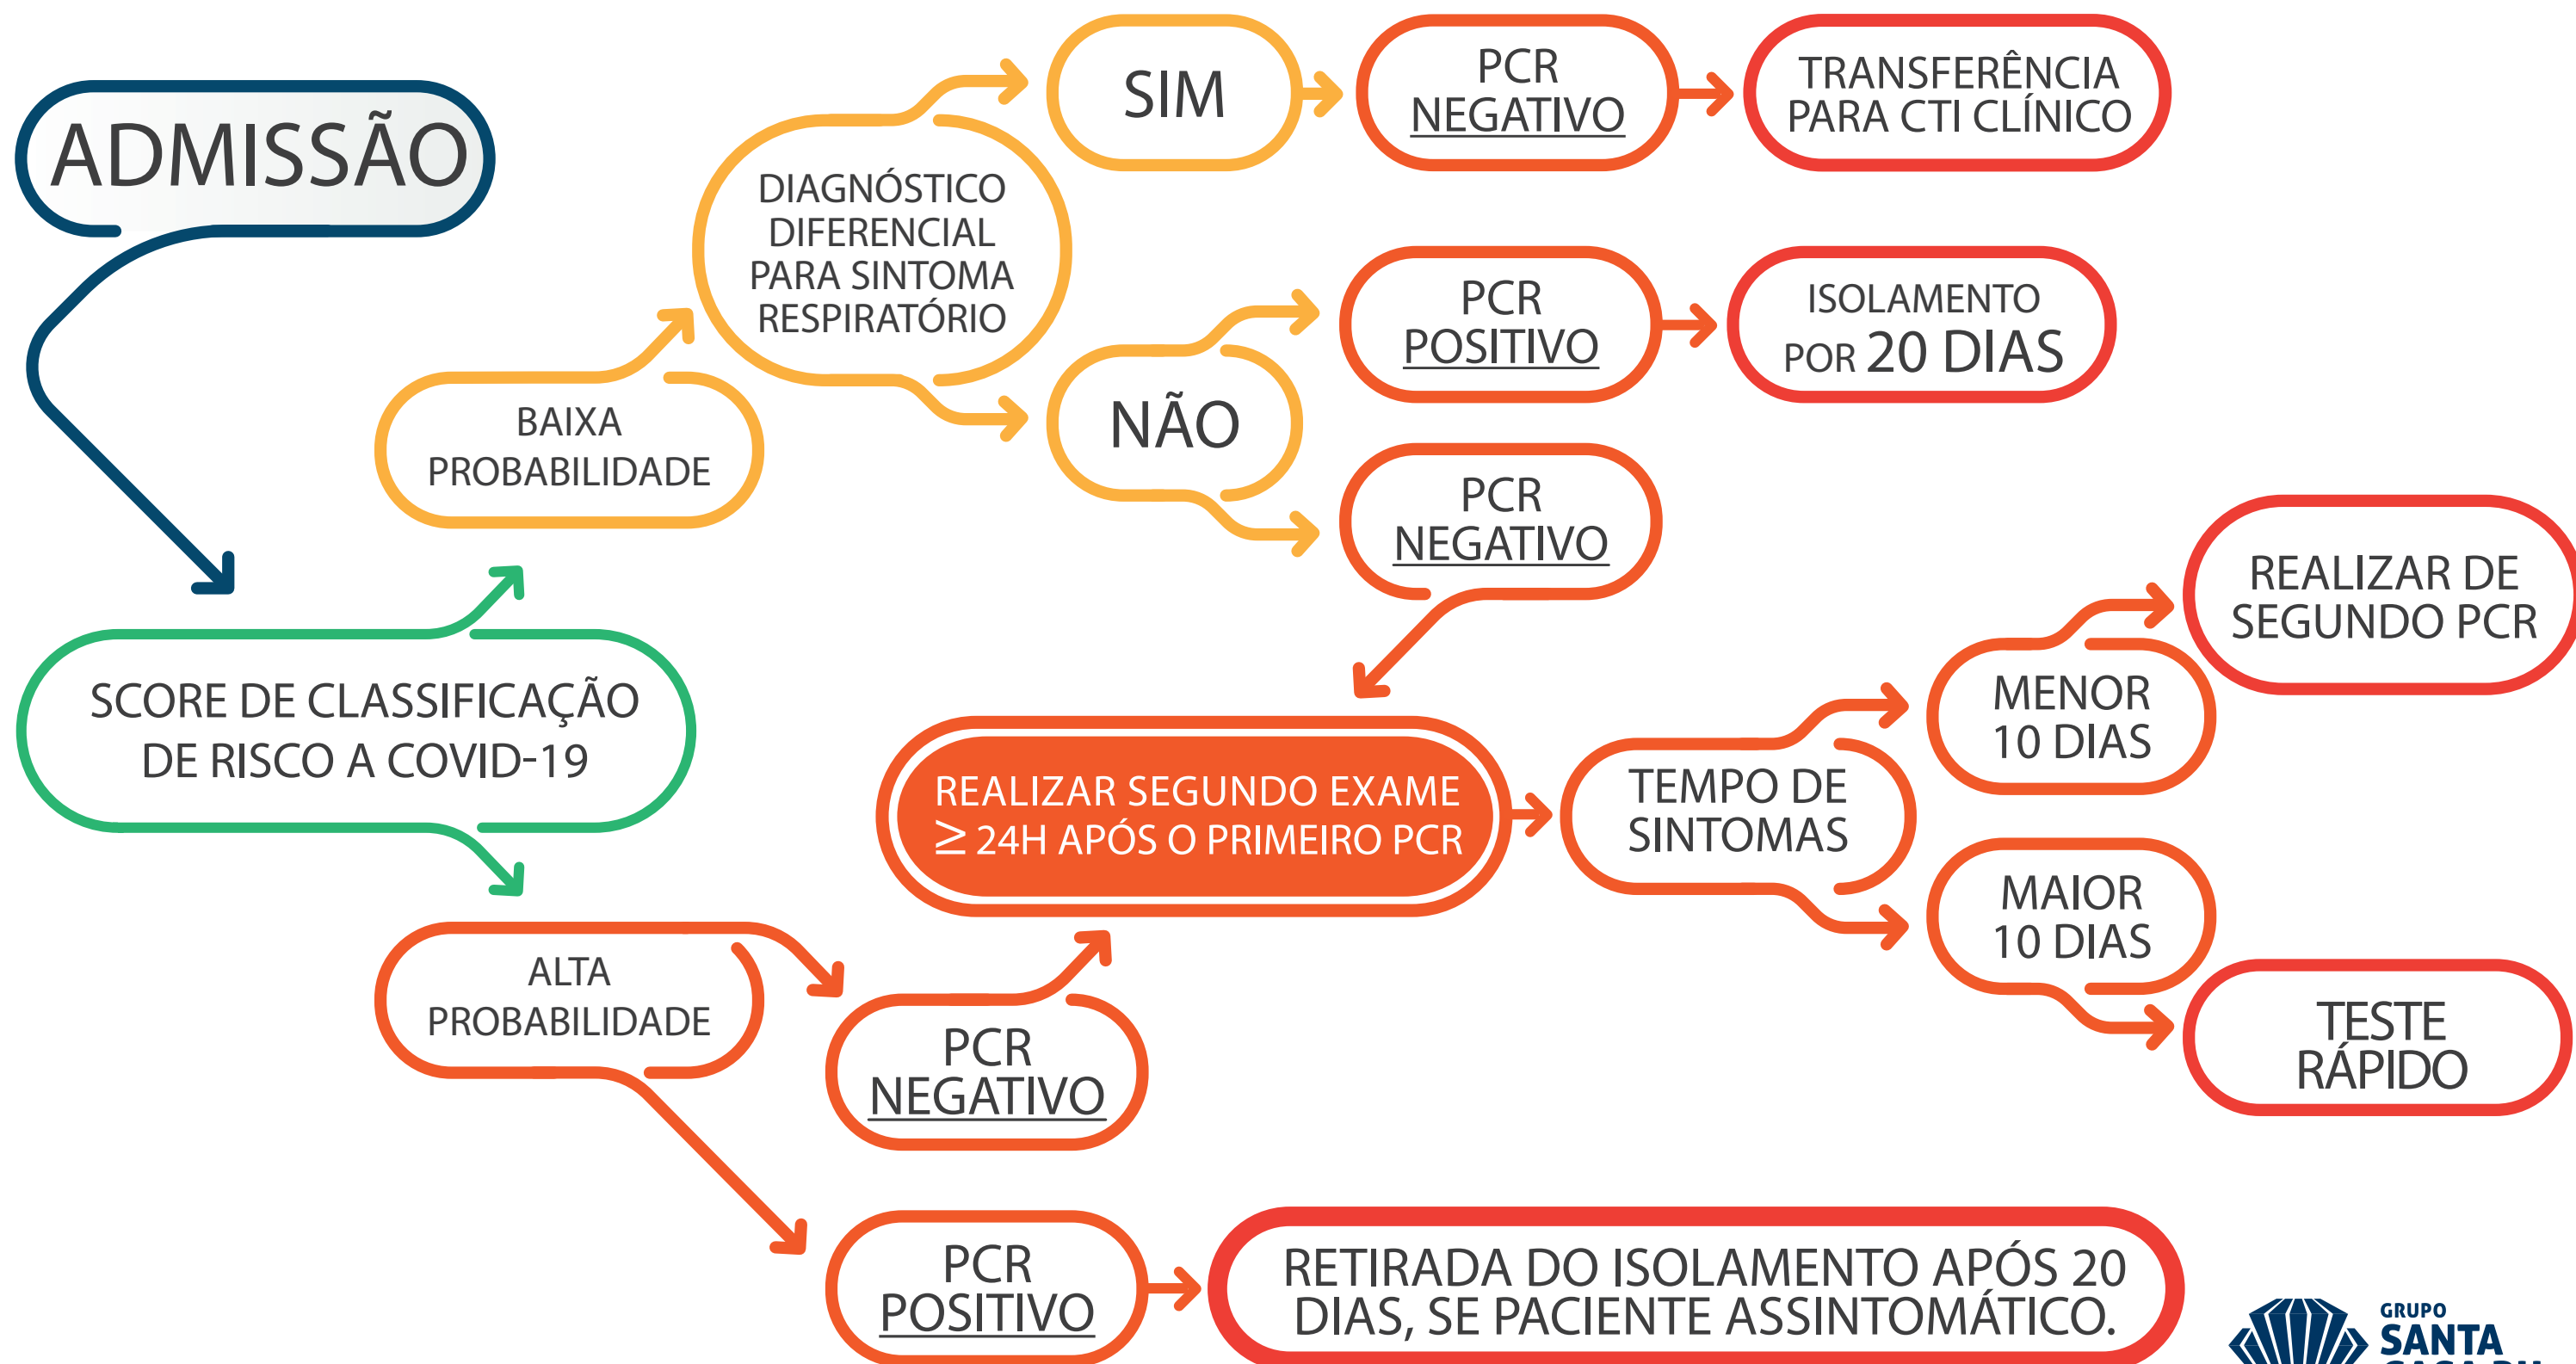 ADMISSÃO
SIM
PCR
NEGATIVO
TRANSFERÊNCIA
PARA CTI CLÍNICO
DIAGNÓSTICO
DIFERENCIAL
PARA SINTOMA
RESPIRATÓRIO
PCR
POSITIVO
ISOLAMENTO
POR 20 DIAS
BAIXA
PROBABILIDADE
NÃO
PCR
NEGATIVO
REALIZAR DE
SEGUNDO PCR
SCORE DE CLASSIFICAÇÃO
DE RISCO A COVID-19
MENOR
10 DIAS
REALIZAR SEGUNDO EXAME
≥ 24H APÓS O PRIMEIRO PCR
TEMPO DE
SINTOMAS
MAIOR
10 DIAS
ALTA
PROBABILIDADE
PCR
NEGATIVO
TESTE
RÁPIDO
PCR
POSITIVO
RETIRADA DO ISOLAMENTO APÓS 20
DIAS, SE PACIENTE ASSINTOMÁTICO.
GRUPO
SANTA